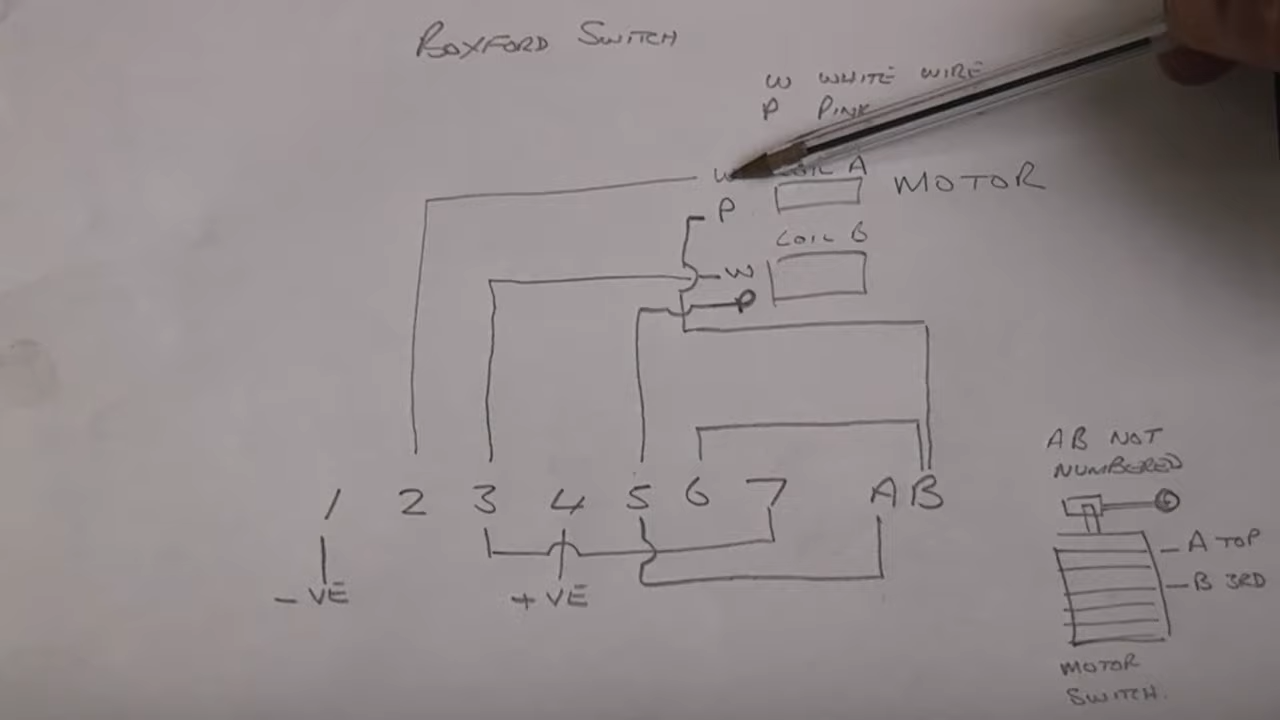 BOXFORD SWITCH
W WHITE WIRE
P PINK
W COIL A
MOTOR
P
COIL B
W
P
1 2 3 4 5 6 7 A B
- VE + VE
AB NOT
NUMBERED
A TOP
B 3RD
MOTOR
SWITCH.